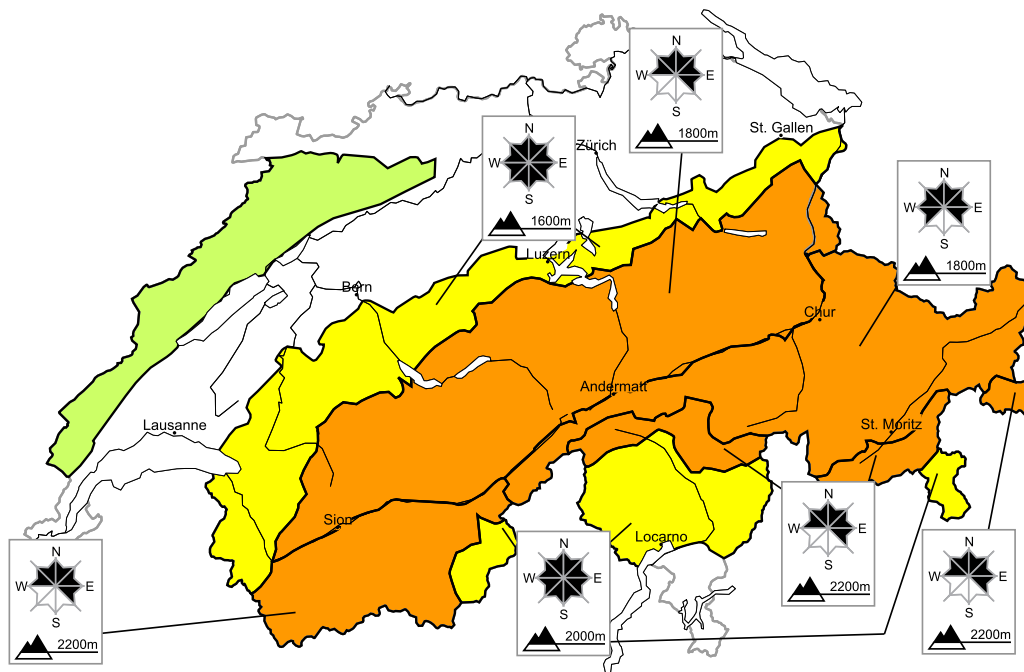 N
W E
S
1800m
N
W E
S
1600m
Zürich
St. Gallen
N
W E
S
1800m
Luzern
Bern
Chur
Andermatt
Lausanne
St. Moritz
Sion
Locarno
N
W E
S
2200m
N
W E
S
2200m
N
W E
S
2000m
N
W E
S
2200m